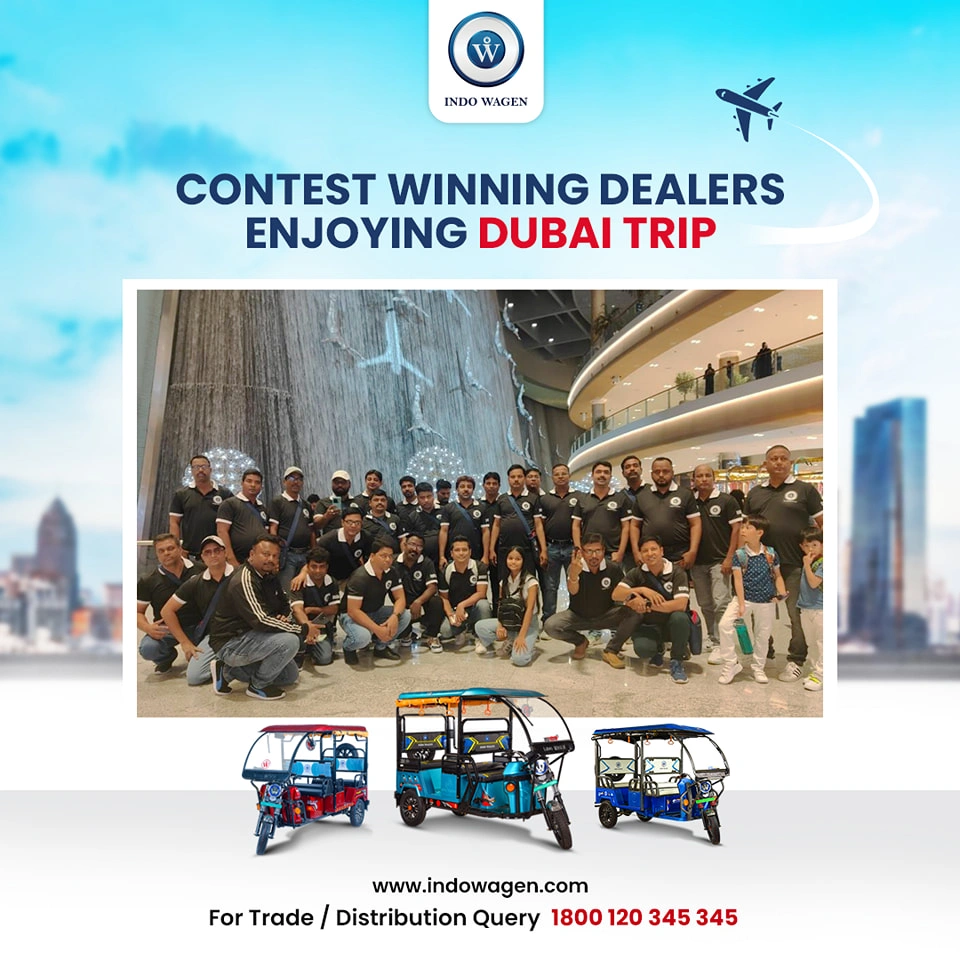 INDO WAGEN
CONTEST WINNING DEALERS
ENJOYING DUBAI TRIP
www.indowagen.com
For Trade / Distribution Query 1800 120 345 345